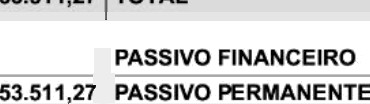 TOTAL
PASSIVO FINANCEIRO
53.511,27 PASSIVO PERMANENTE